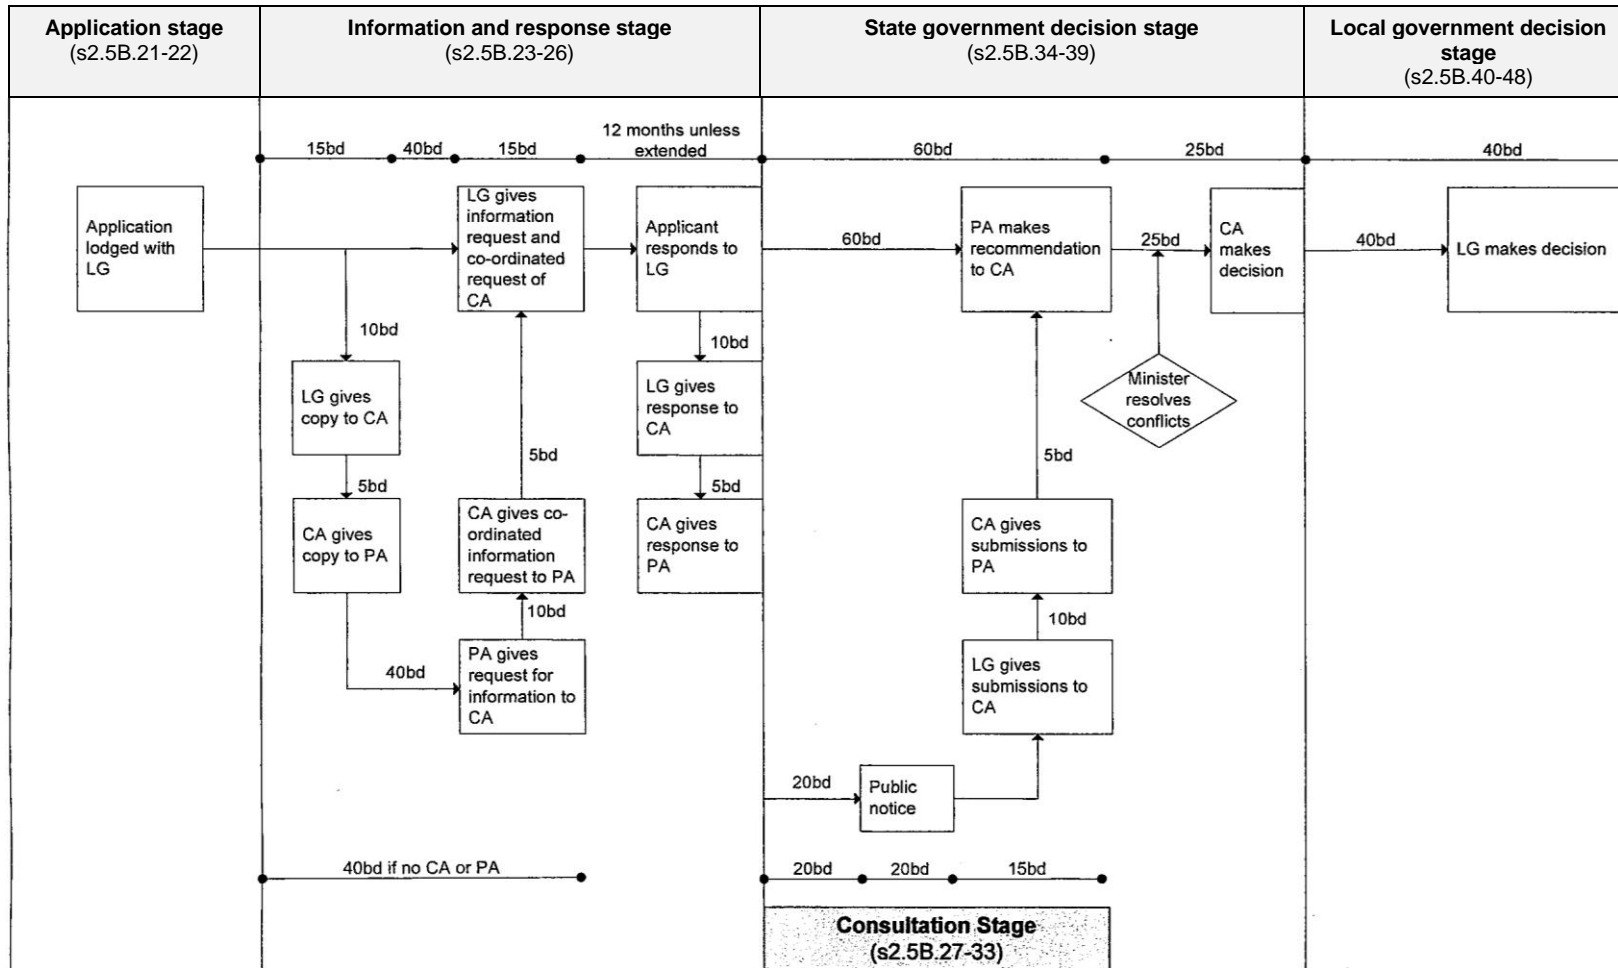 Application stage
(s2.5B.21-22)
Information and response stage
(s2.5B.23-26)
State government decision stage
(s2.5B.34-39)
Local government decision
stage
(s2.5B.40-48)
15bd
40bd
15bd
12 months unless
extended
60bd
25bd
40bd
Application
lodged with
LG
LG gives
information
request and
co-ordinated
request of
CA
Applicant
responds to
LG
60bd
PA makes
recommendation
to CA
25bd
CA
makes
decision
40bd
LG makes decision
10bd
LG gives
copy to CA
5bd
CA gives
copy to PA
40bd
PA gives
request for
information to
CA
10bd
CA gives co-
ordinated
information
request to PA
5bd
10bd
LG gives
response to
CA
5bd
CA gives
response to
PA
Minister
resolves
conflicts
5bd
CA gives
submissions to
PA
10bd
LG gives
submissions to
CA
20bd
Public
notice
40bd if no CA or PA
20bd
20bd
15bd
Consultation Stage
(s2.5B.27-33)